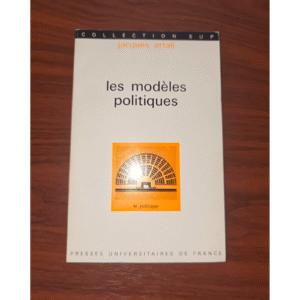 COLLECTION SUP
jacques attali
les modèles
politiques
le politique
PRESSES UNIVERSITAIRES DE FRANCE